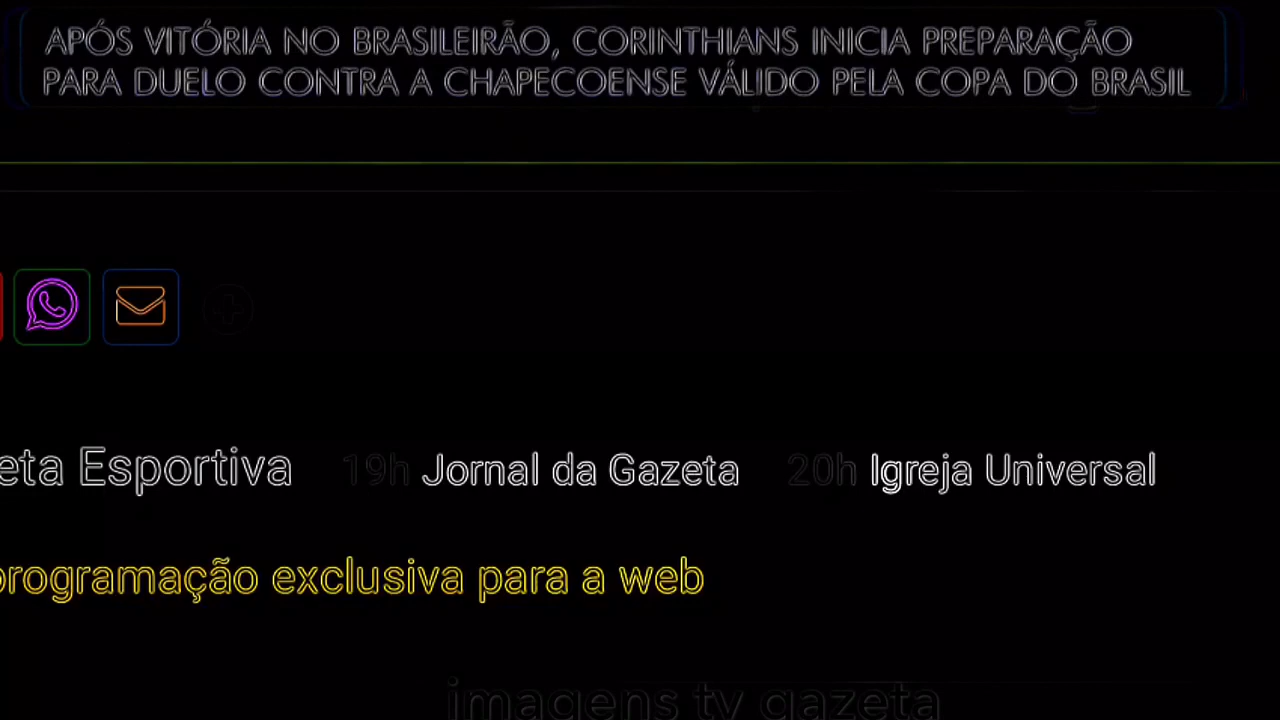 APÓS VITÓRIA NO BRASILEIRÃO, CORINTHIANS INICIA PREPARAÇÃO
PARA DUELO CONTRA A CHAPECOENSE VÁLIDO PELA COPA DO BRASIL
eta Esportiva 19h Jornal da Gazeta 20h Igreja Universal
programação exclusiva para a web
imagens tv gazeta